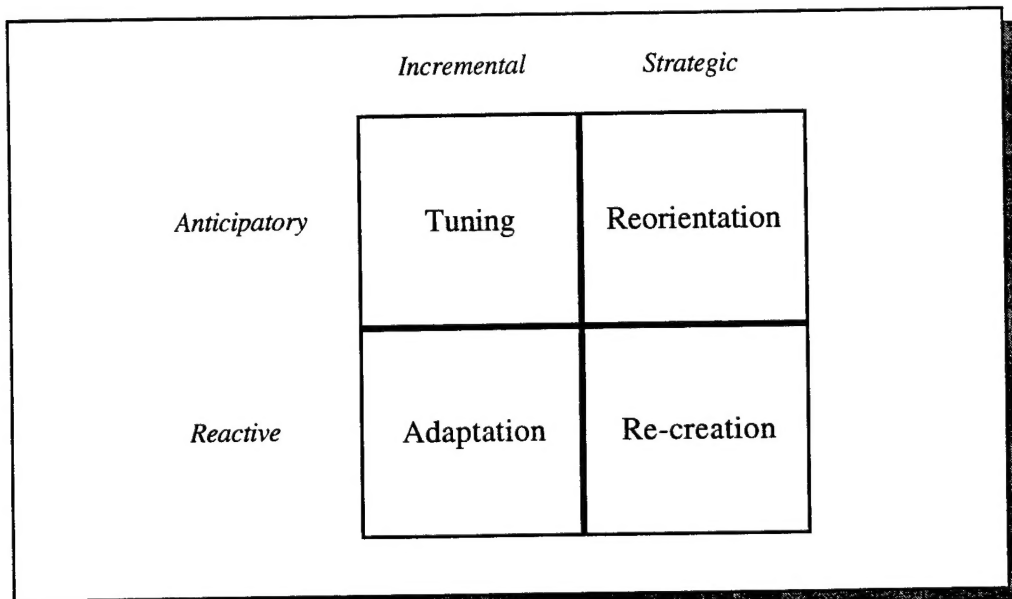 Incremental Strategic
Anticipatory Tuning Reorientation
Reactive Adaptation Re-creation